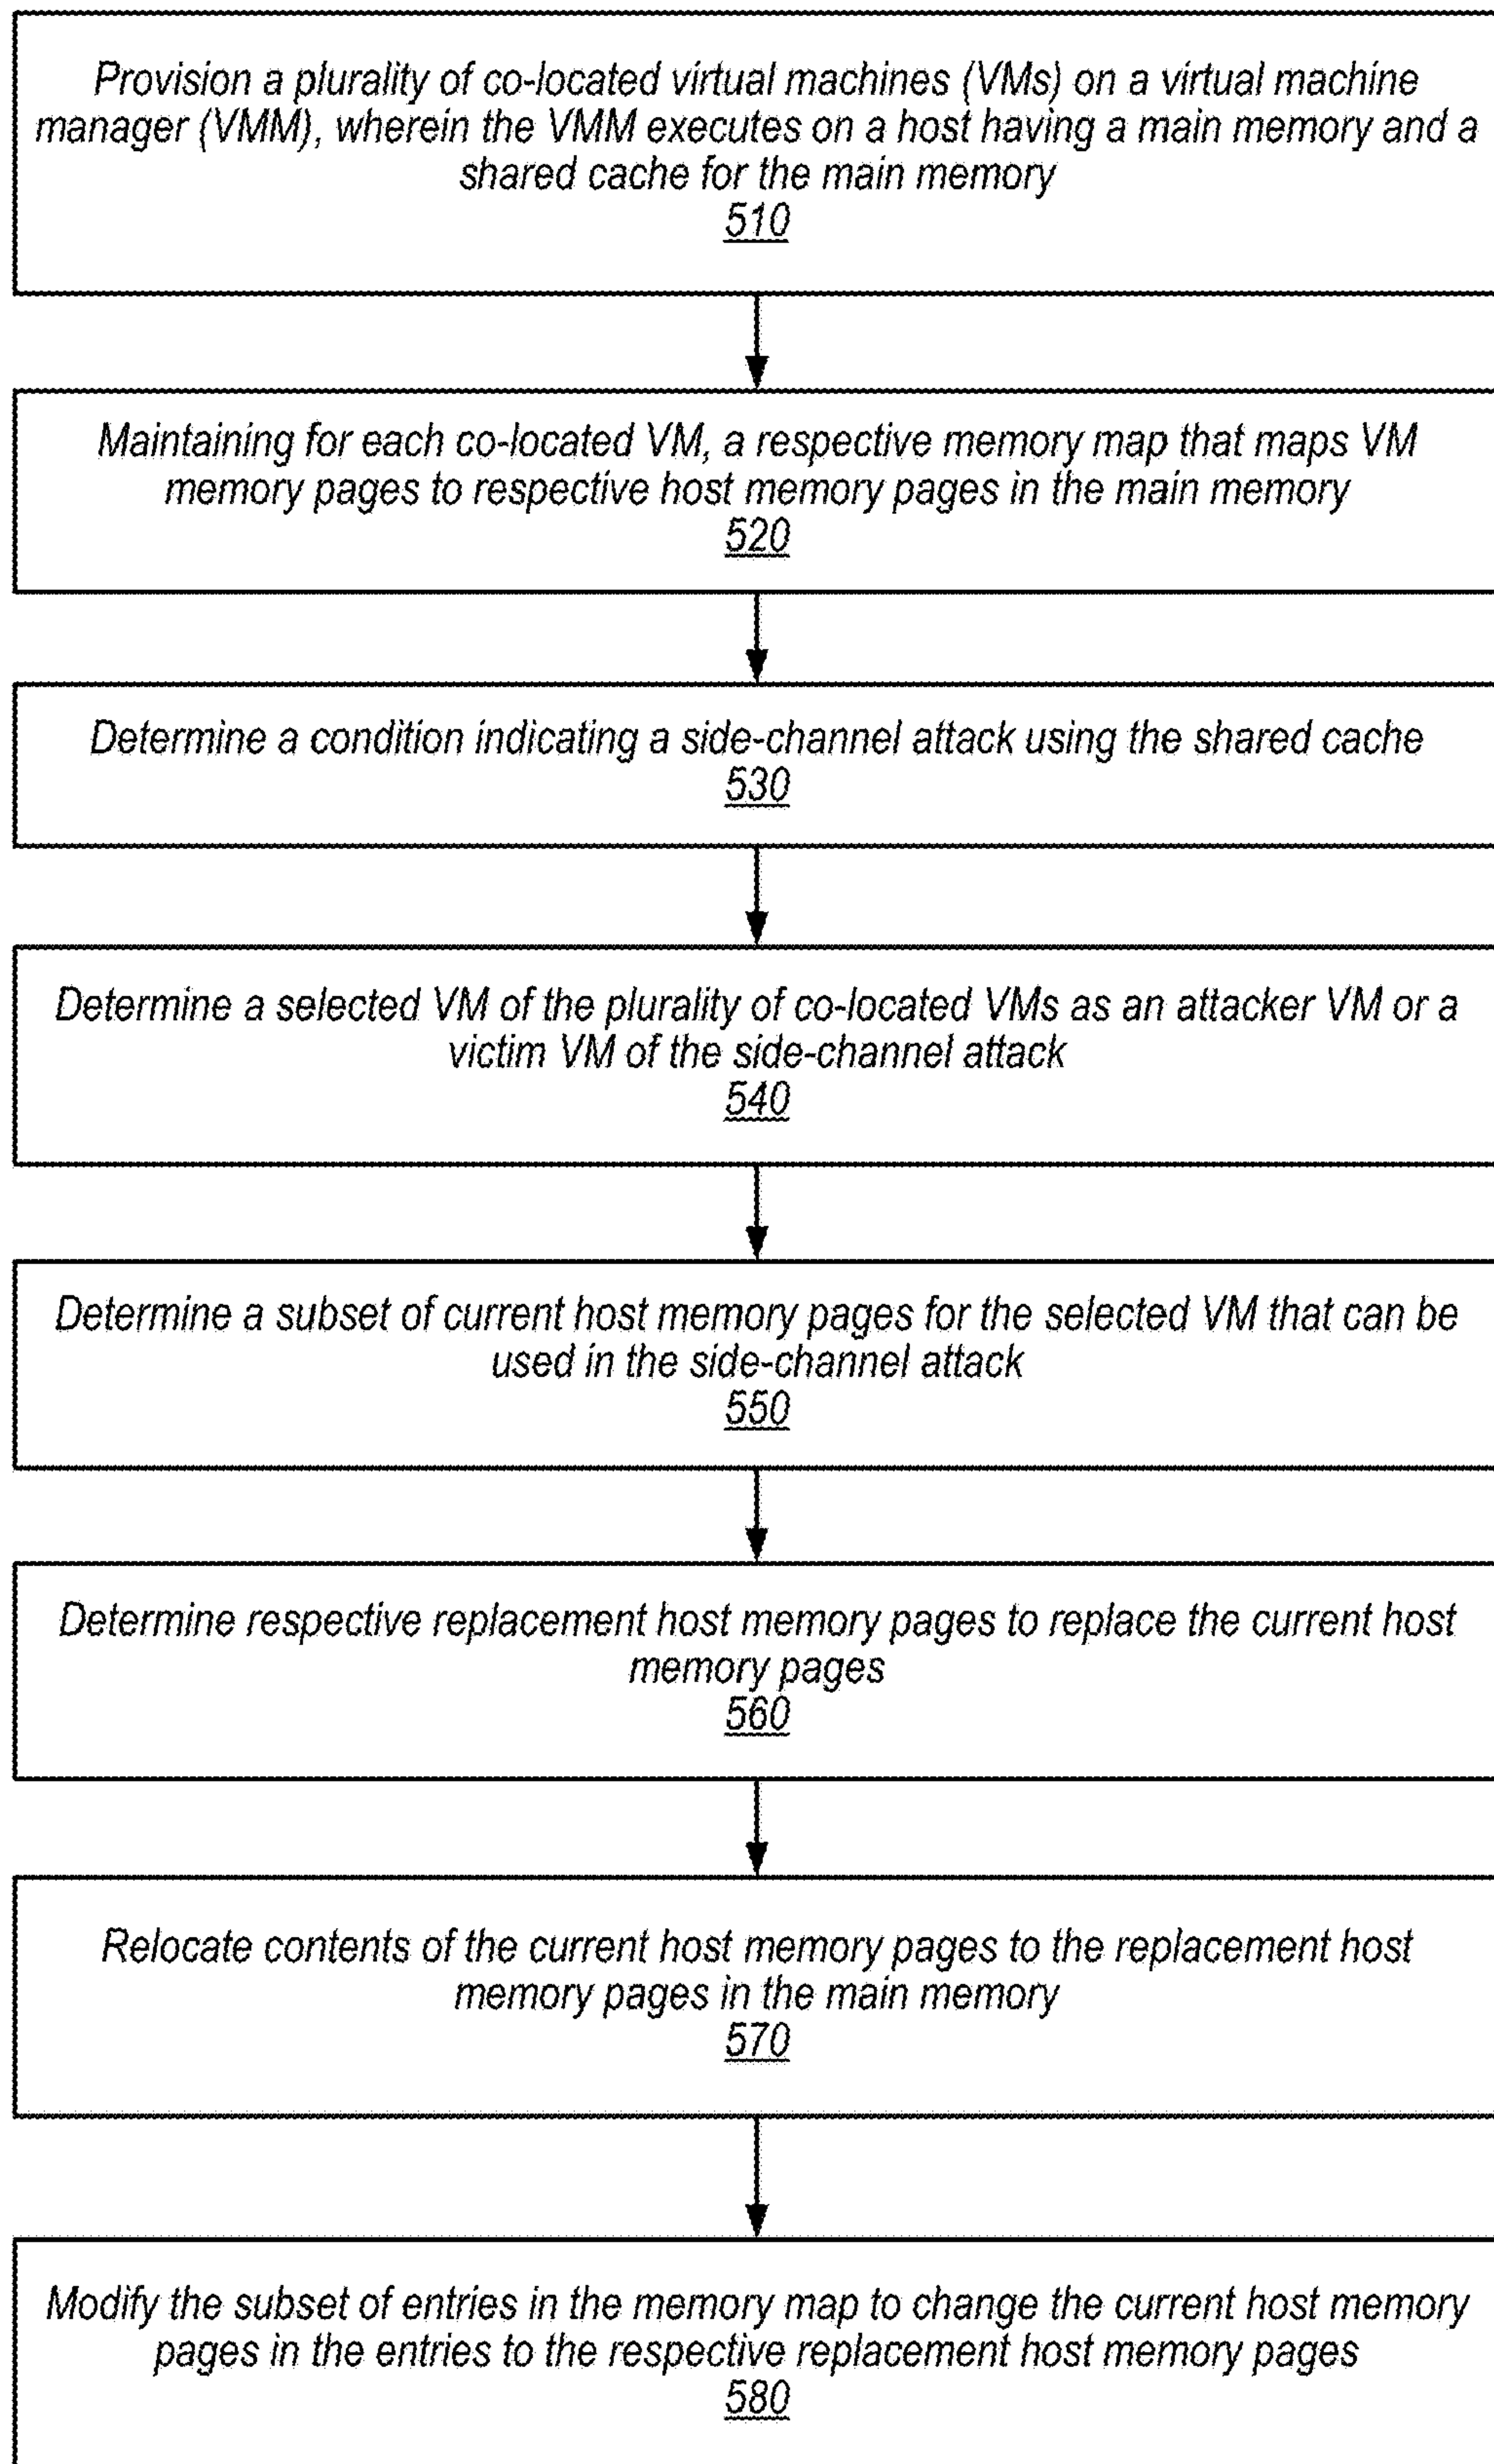 Provision a plurality of co-located virtual machines (VMs) on a virtual machine
manager (VMM), wherein the VMM executes on a host having a main memory and a
shared cache for the main memory
510
Maintaining for each co-located VM, a respective memory map that maps VM
memory pages to respective host memory pages in the main memory
520
Determine a condition indicating a side-channel attack using the shared cache
530
Determine a selected VM of the plurality of co-located VMs as an attacker VM or a
victim VM of the side-channel attack
540
Determine a subset of current host memory pages for the selected VM that can be
used in the side-channel attack
550
Determine respective replacement host memory pages to replace the current host
memory pages
560
Relocate contents of the current host memory pages to the replacement host
memory pages in the main memory
570
Modify the subset of entries in the memory map to change the current host memory
pages in the entries to the respective replacement host memory pages
580